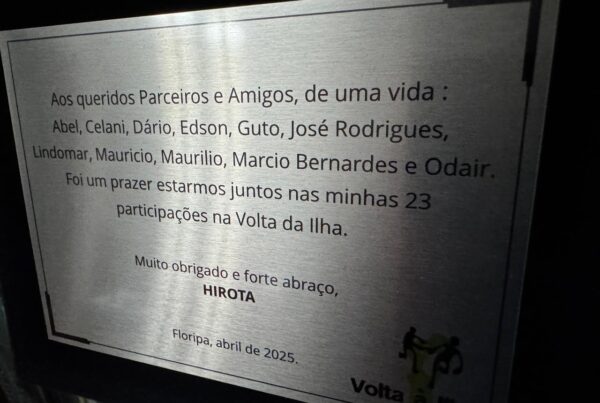 Aos queridos Parceiros e Amigos, de uma vida :
Abel, Celani, Dário, Edson, Guto, José Rodrigues,
Lindomar, Mauricio, Maurilio, Marcio Bernardes e Odair.
Foi um prazer estarmos juntos nas minhas 23
participações na Volta da Ilha.
Muito obrigado e forte abraço,
HIROTA
Floripa, abril de 2025.
Volta